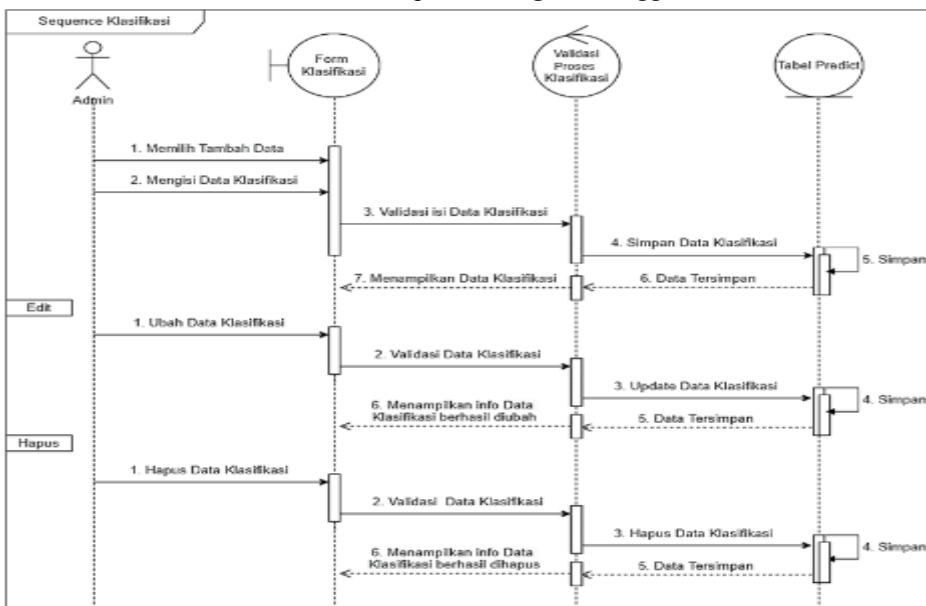 Sequence Klasifikasi
Form
Klasifikasi
Validasi
Proses
Klasifikasi
Tabel Predict
Admin
1. Memilih Tambah Data
2. Mengisi Data Klasifikasi
3. Validasi isi Data Klasifikasi
4. Simpan Data Klasifikasi
5. Simpan
7. Menampilkan Data Klasifikasi
6. Data Tersimpan
Edit
1. Ubah Data Klasifikasi
2. Validasi Data Klasifikasi
3. Update Data Klasifikasi
4. Simpan
6. Menampilkan info Data
Klasifikasi berhasil diubah
5. Data Tersimpan
Hapus
1. Hapus Data Klasifikasi
2. Validasi Data Klasifikasi
3. Hapus Data Klasifikasi
4. Simpan
6. Menampilkan info Data
Klasifikasi berhasil dihapus
5. Data Tersimpan